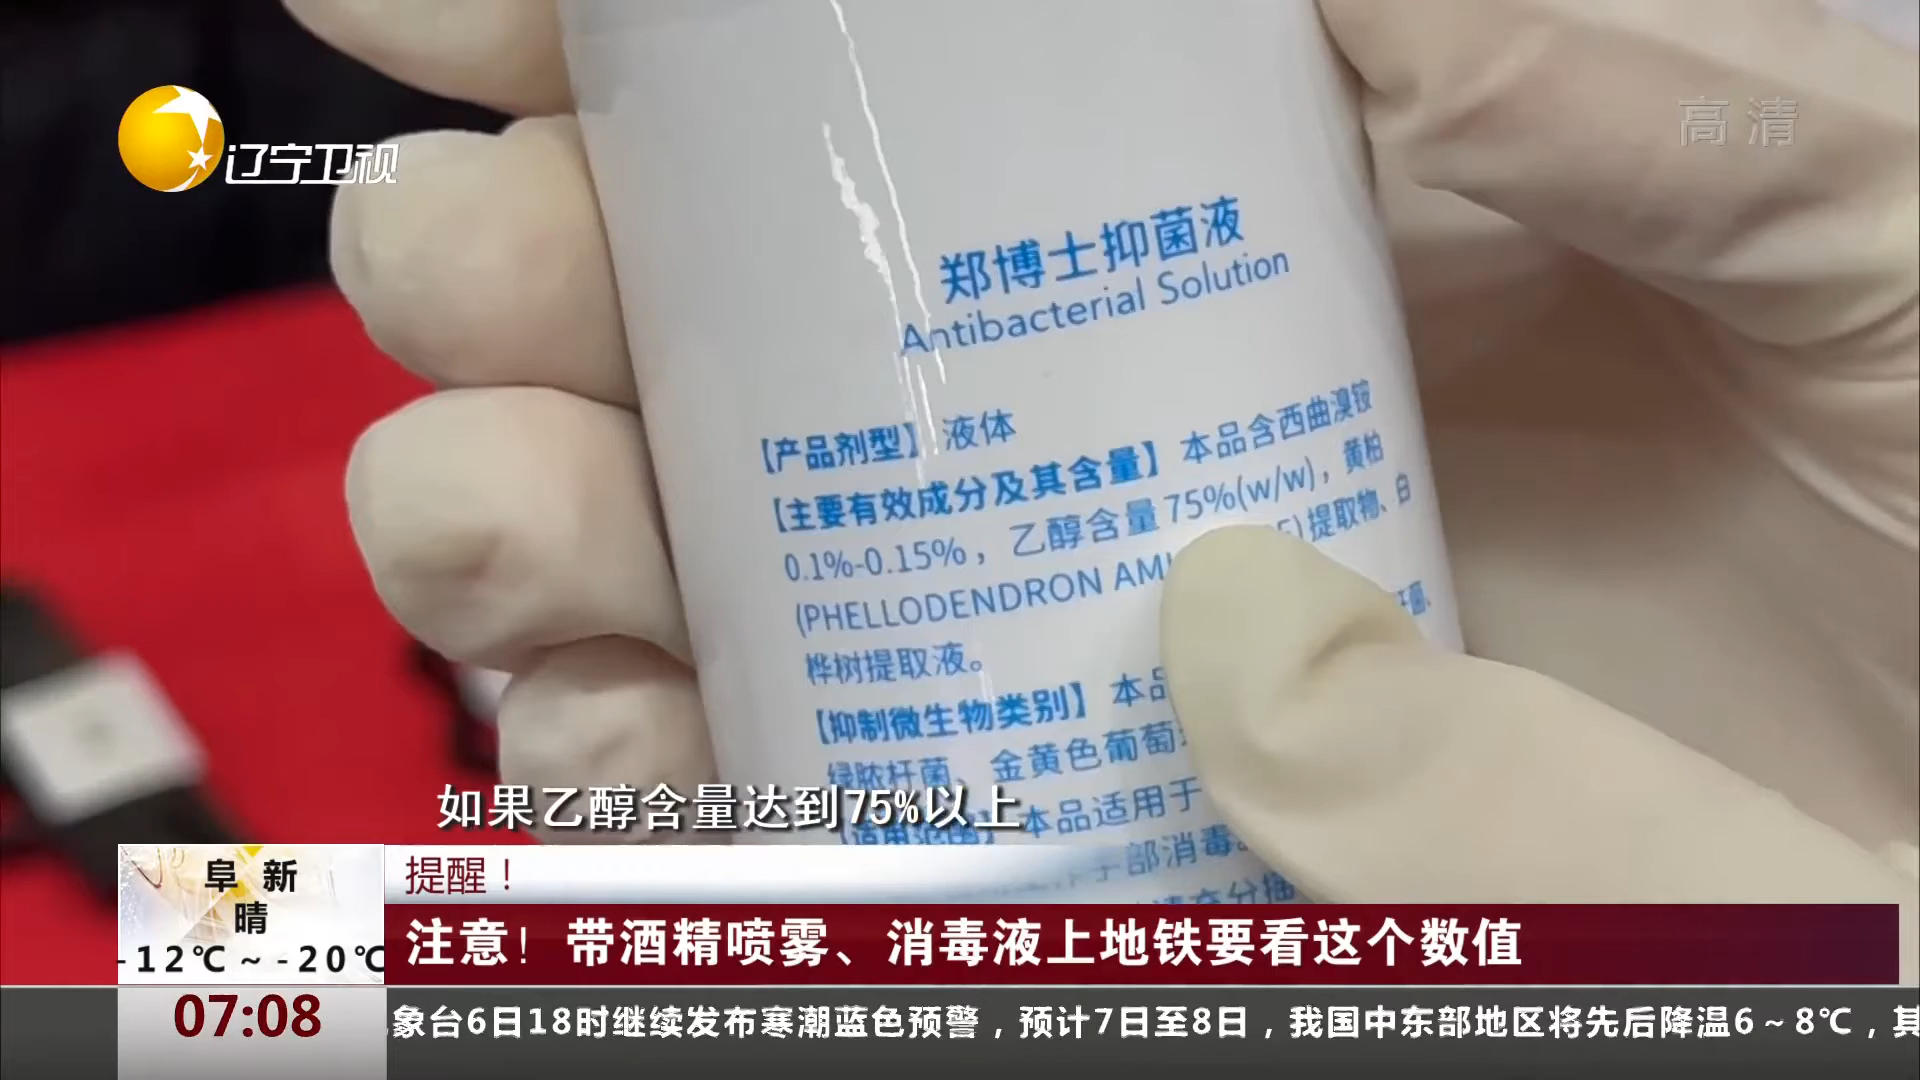 辽宁卫视
高清
郑博士抑菌液
Antibacterial Solution
【产品剂型】液体
【主要有效成分及其含量】本品含西曲溴铵
0.1%-0.15%，乙醇含量75%(w/w)，黄柏
(PHELLODENDRON AM 提取物、白
桦树提取液。
【抑制微生物类别】本品
绿脓杆菌、金黄色葡萄
本品适用于
部消毒。
如果乙醇含量达到75%以上
阜新
晴
-12℃~-20℃
提醒！
注意！带酒精喷雾、消毒液上地铁要看这个数值
07:08
象台6日18时继续发布寒潮蓝色预警，预计7日至8日，我国中东部地区将先后降温6～8℃，其